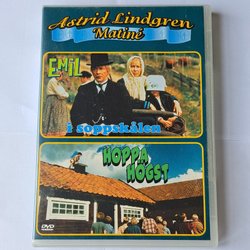 Astrid Lindgren
Matiné
EMIL
i soppskålen
HOPPA
HÖGST
DVD